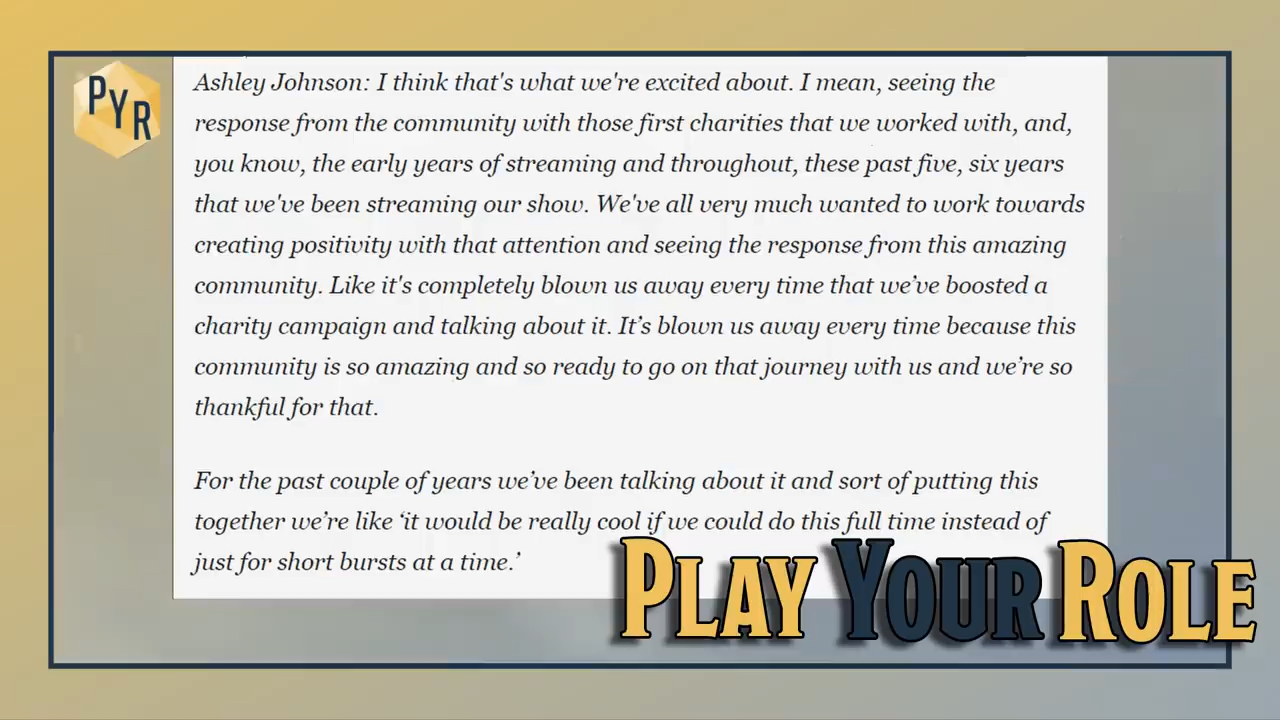 PYR
Ashley Johnson: I think that's what we're excited about. I mean, seeing the
response from the community with those first charities that we worked with, and,
you know, the early years of streaming and throughout, these past five, six years
that we've been streaming our show. We've all very much wanted to work towards
creating positivity with that attention and seeing the response from this amazing
community. Like it's completely blown us away every time that we’ve boosted a
charity campaign and talking about it. It’s blown us away every time because this
community is so amazing and so ready to go on that journey with us and we’re so
thankful for that.
For the past couple of years we’ve been talking about it and sort of putting this
together we’re like ‘it would be really cool if we could do this full time instead of
just for short bursts at a time.’
PLAY YOUR ROLE